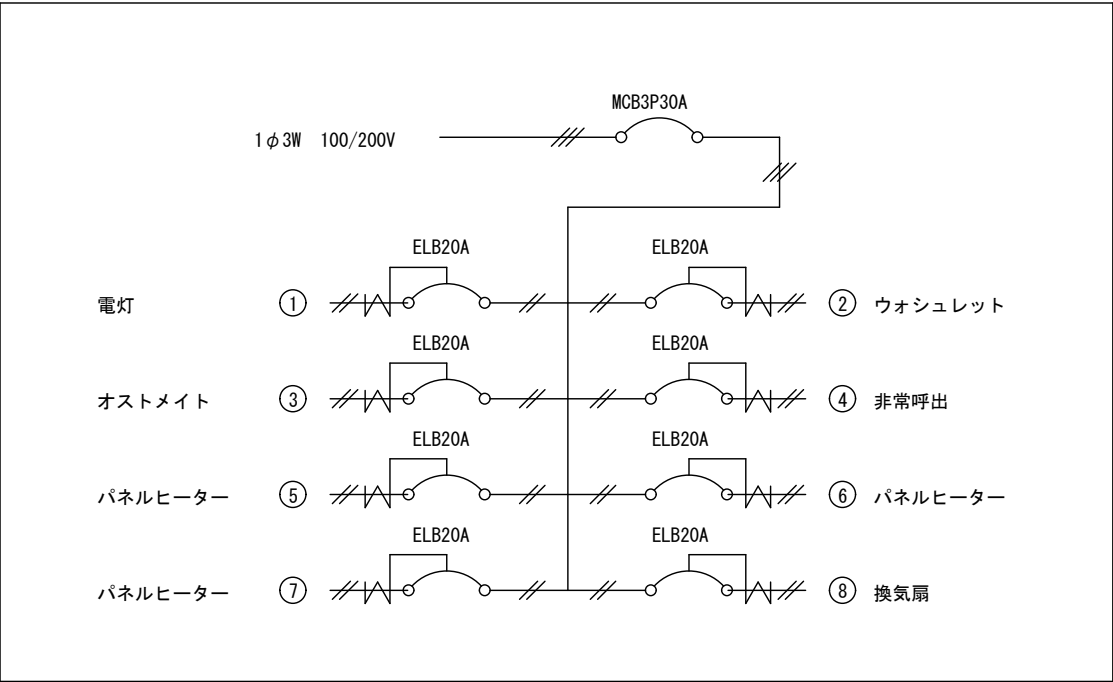 MCB3P30A
1φ3W 100/200V
ELB20A ELB20A
電灯 ① ② ウォシュレット
ELB20A ELB20A
オストメイト ③ ④ 非常呼出
ELB20A ELB20A
パネルヒーター ⑤ ⑥ パネルヒーター
ELB20A ELB20A
パネルヒーター ⑦ ⑧ 換気扇